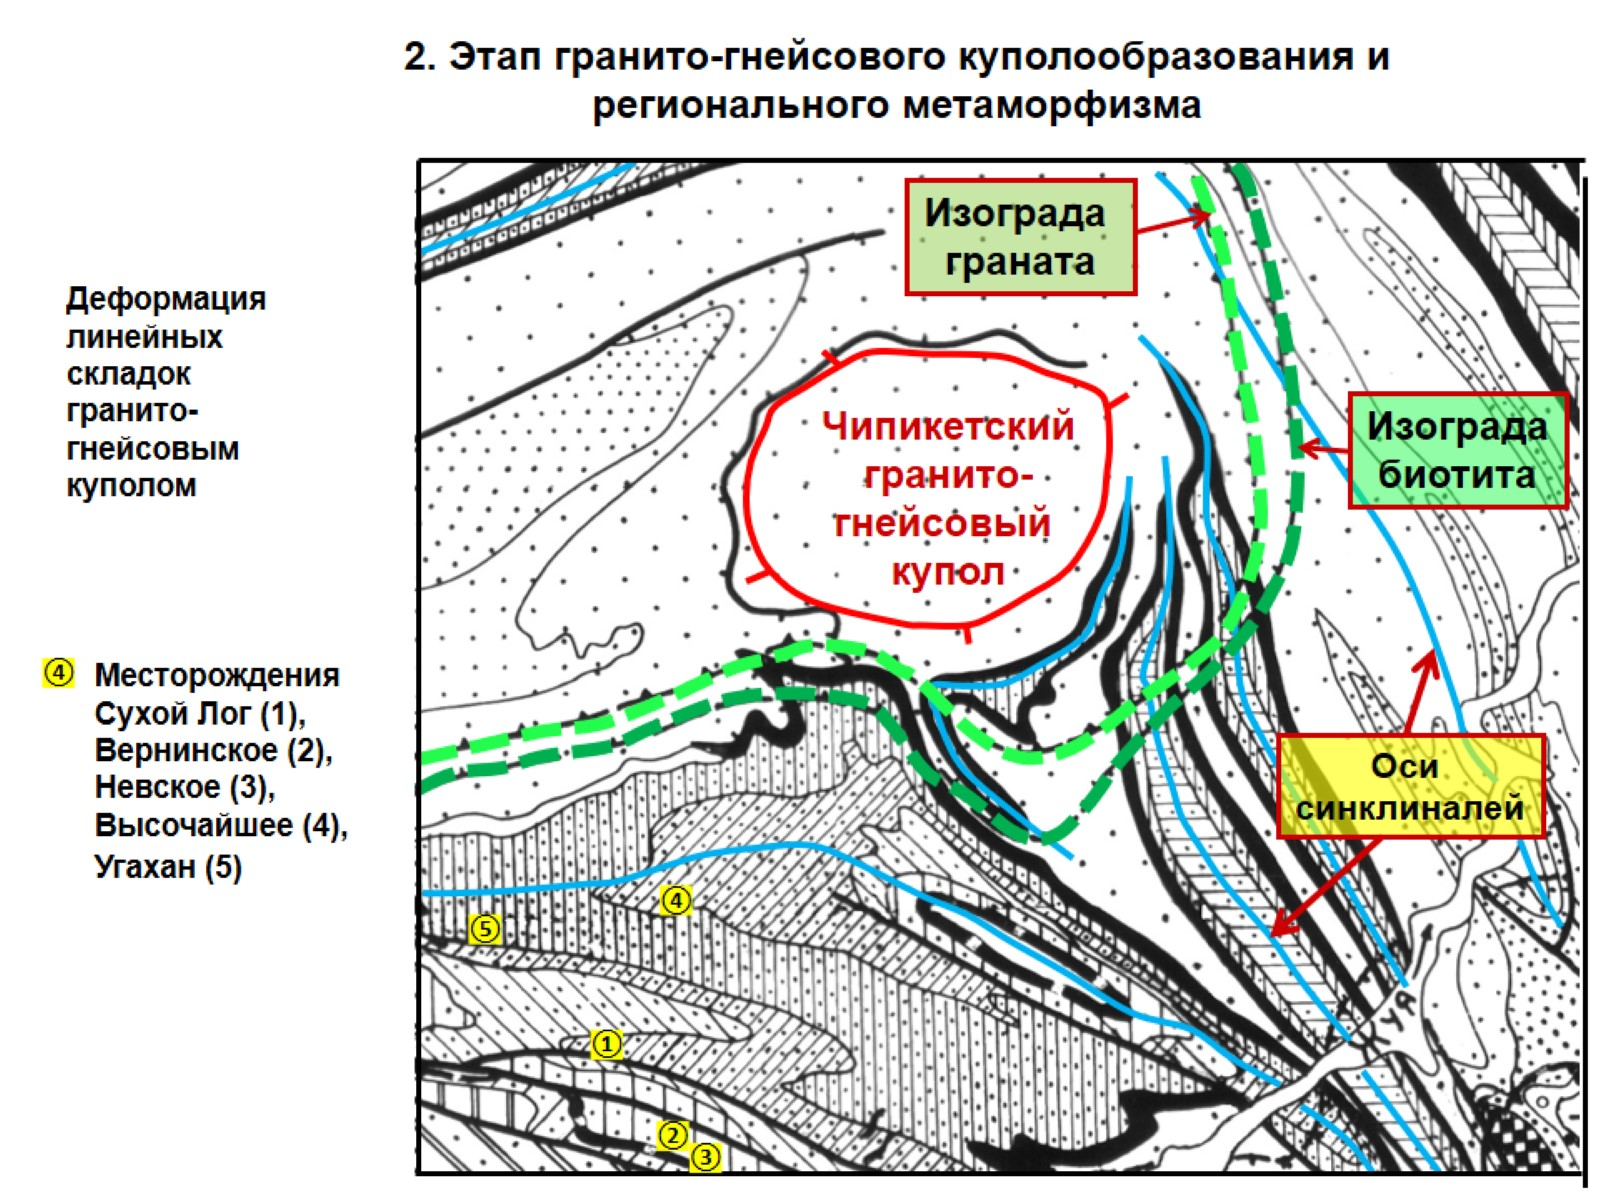 2. Этап гранито-гнейсового куполообразования и
регионального метаморфизма
Изограда
граната
Деформация
линейных
складок
гранито-
гнейсовым
куполом
Изограда
биотита
Чипикетский
гранито-
гнейсовый
купол
④ Месторождения
Сухой Лог (1),
Вернинское (2),
Невское (3),
Высочайшее (4),
Угахан (5)
Оси
синклиналей
④
⑤
①
②
③